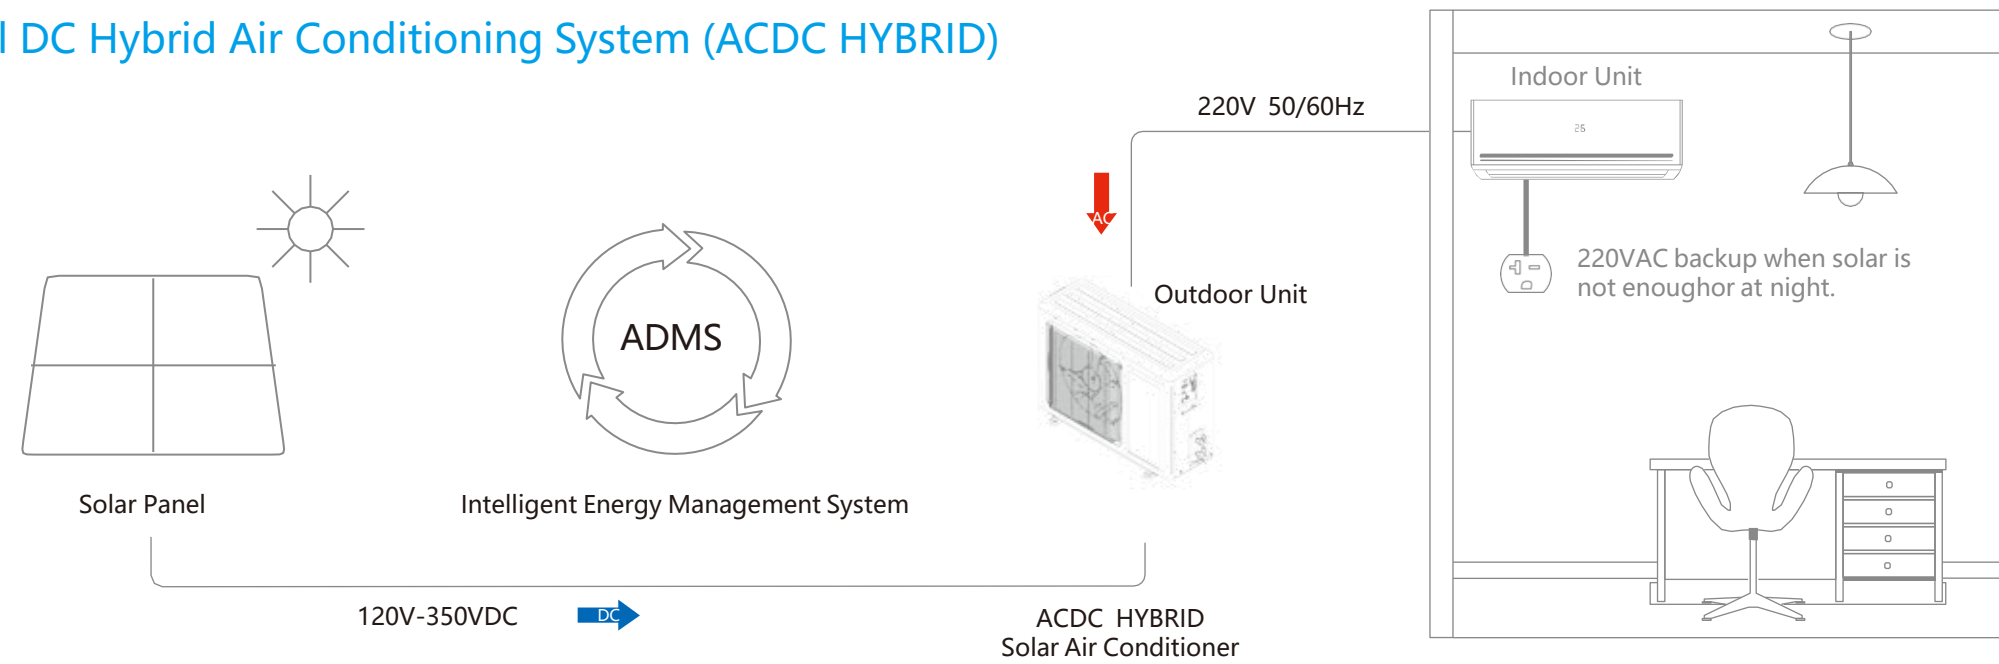 l DC Hybrid Air Conditioning System (ACDC HYBRID)
Indoor Unit
220V 50/60Hz
26
AC
220VAC backup when solar is
not enoughor at night.
Outdoor Unit
ADMS
Solar Panel
Intelligent Energy Management System
120V-350VDC
DC
ACDC HYBRID
Solar Air Conditioner